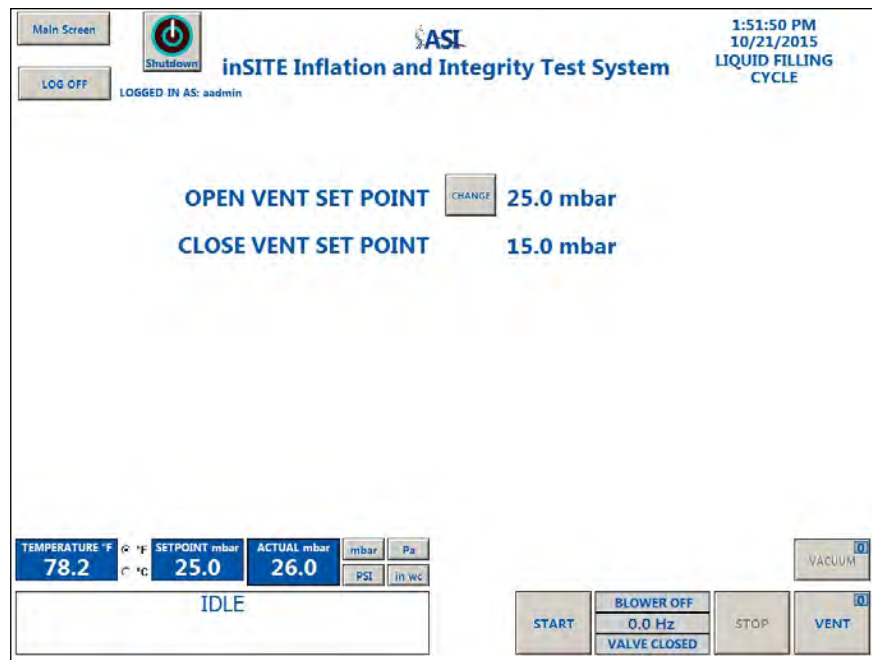 Main Screen
Shutdown
LOG OFF
LOGGED IN AS: aadmin
ASI
inSITE Inflation and Integrity Test System
1:51:50 PM
10/21/2015
LIQUID FILLING
CYCLE
OPEN VENT SET POINT CHANGE 25.0 mbar
CLOSE VENT SET POINT 15.0 mbar
TEMPERATURE °F
78.2
°F
°C
SETPOINT mbar
25.0
ACTUAL mbar
26.0
mbar Pa
PSI in wc
IDLE
START
BLOWER OFF
0.0 Hz
VALVE CLOSED
STOP
0
VACUUM
0
VENT